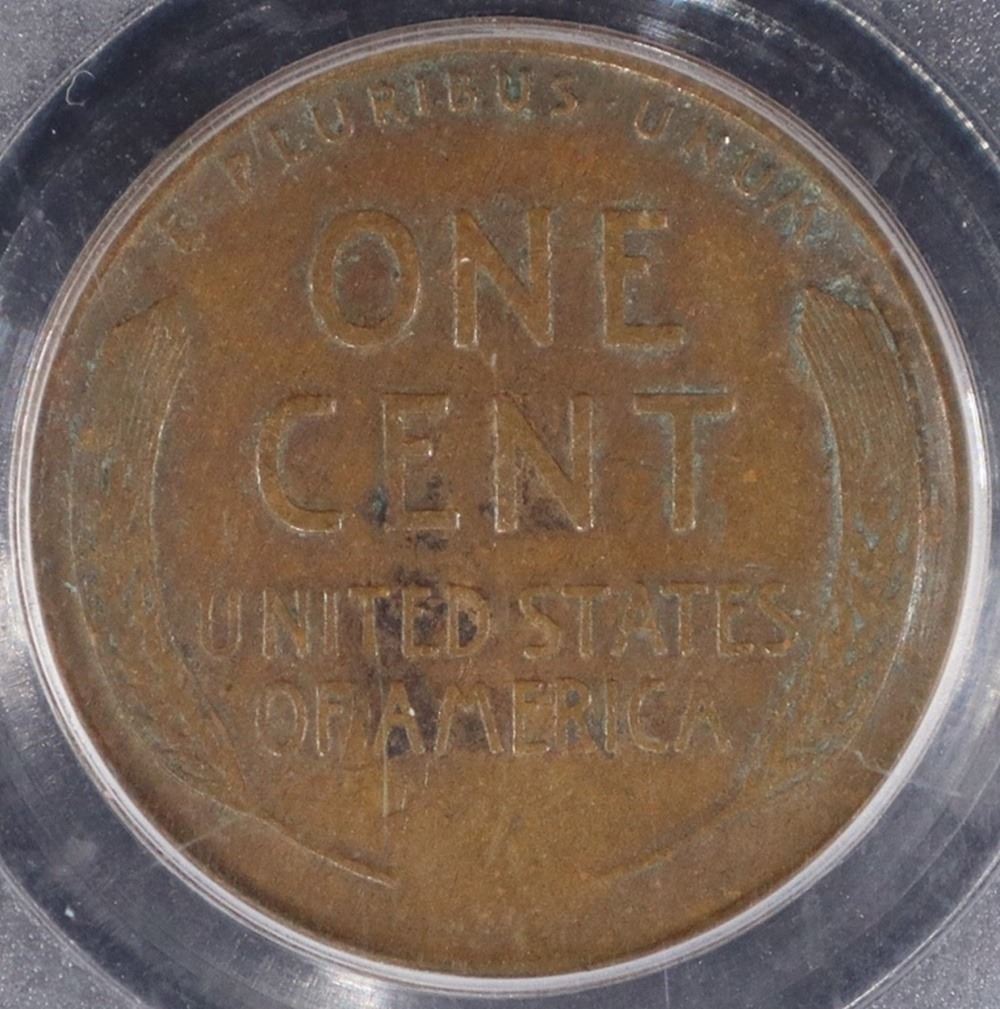 E PLURIBUS · UNUM
ONE
CENT
UNITED STATES
OF AMERICA